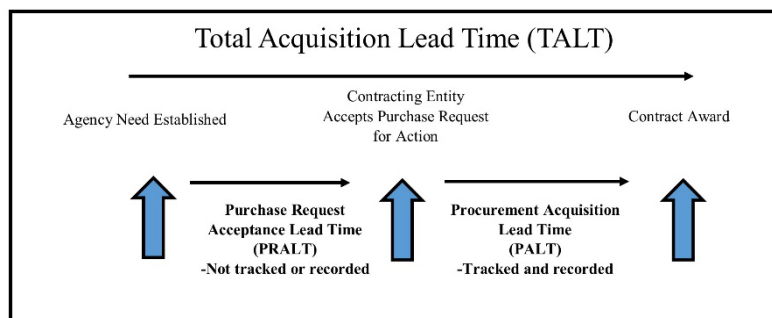 Total Acquisition Lead Time (TALT)
Agency Need Established
Contracting Entity
Accepts Purchase Request
for Action
Contract Award
Purchase Request
Acceptance Lead Time
(PRALT)
-Not tracked or recorded
Procurement Acquisition
Lead Time
(PALT)
-Tracked and recorded